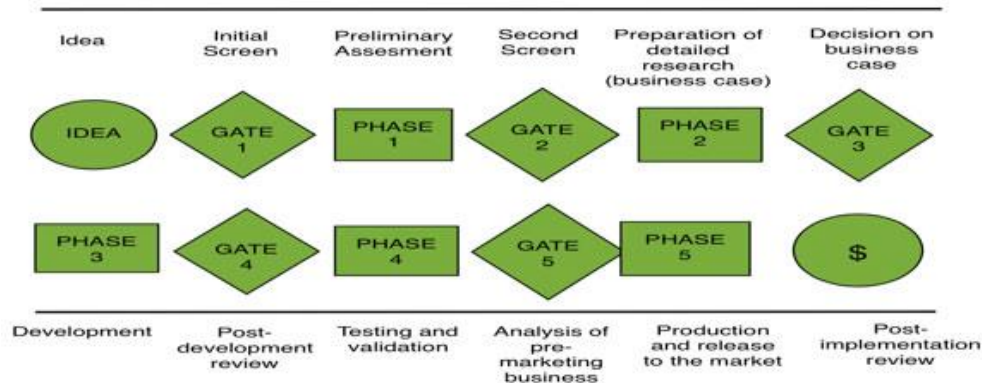 Idea
Initial
Screen
Preliminary
Assesment
Second
Screen
Preparation of
detailed
research
(business case)
Decision on
business
case
IDEA
GATE
1
PHASE
1
GATE
2
PHASE
2
GATE
3
PHASE
3
GATE
4
PHASE
4
GATE
5
PHASE
5
$
Development
Post-
development
review
Testing and
validation
Analysis of
pre-
marketing
business
Production
and release
to the market
Post-
implementation
review